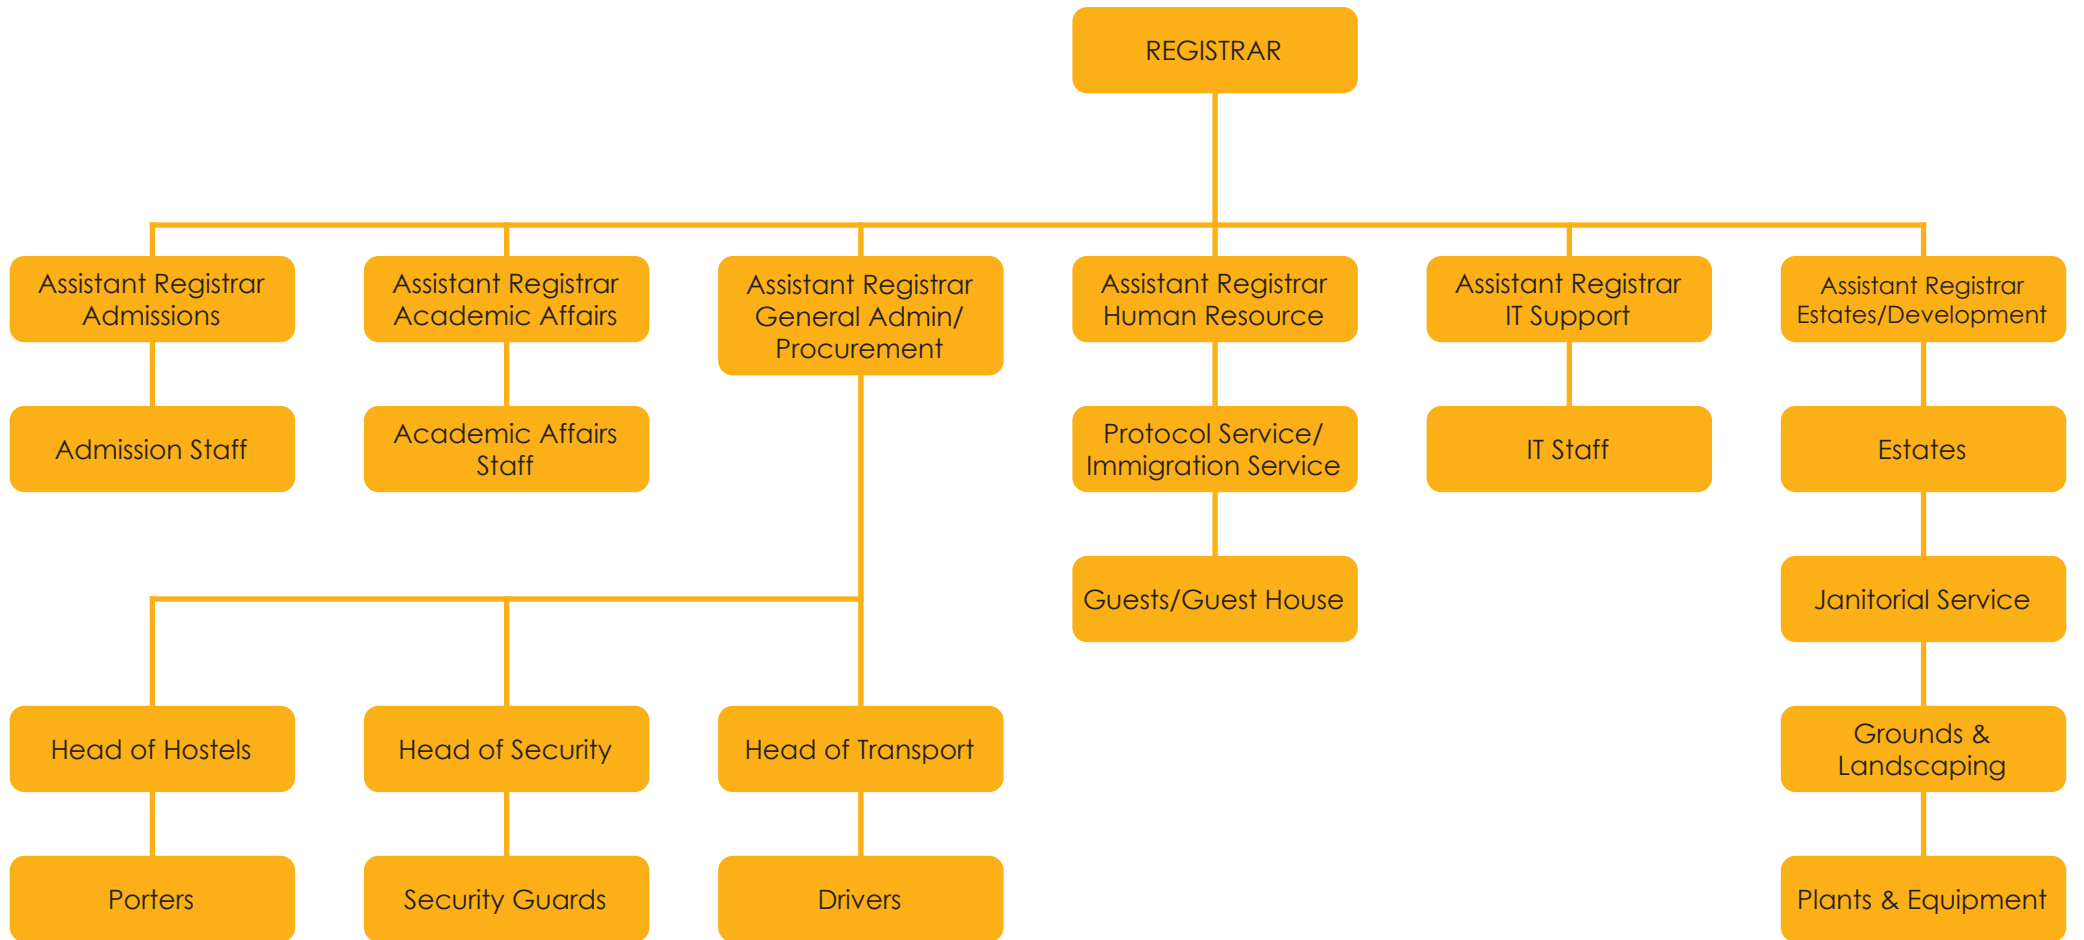 REGISTRAR
Assistant Registrar
Admissions
Assistant Registrar
Academic Affairs
Assistant Registrar
General Admin/
Procurement
Assistant Registrar
Human Resource
Assistant Registrar
IT Support
Assistant Registrar
Estates/Development
Admission Staff
Academic Affairs
Staff
Protocol Service/
Immigration Service
IT Staff
Estates
Guests/Guest House
Janitorial Service
Head of Hostels
Head of Security
Head of Transport
Grounds &
Landscaping
Porters
Security Guards
Drivers
Plants & Equipment